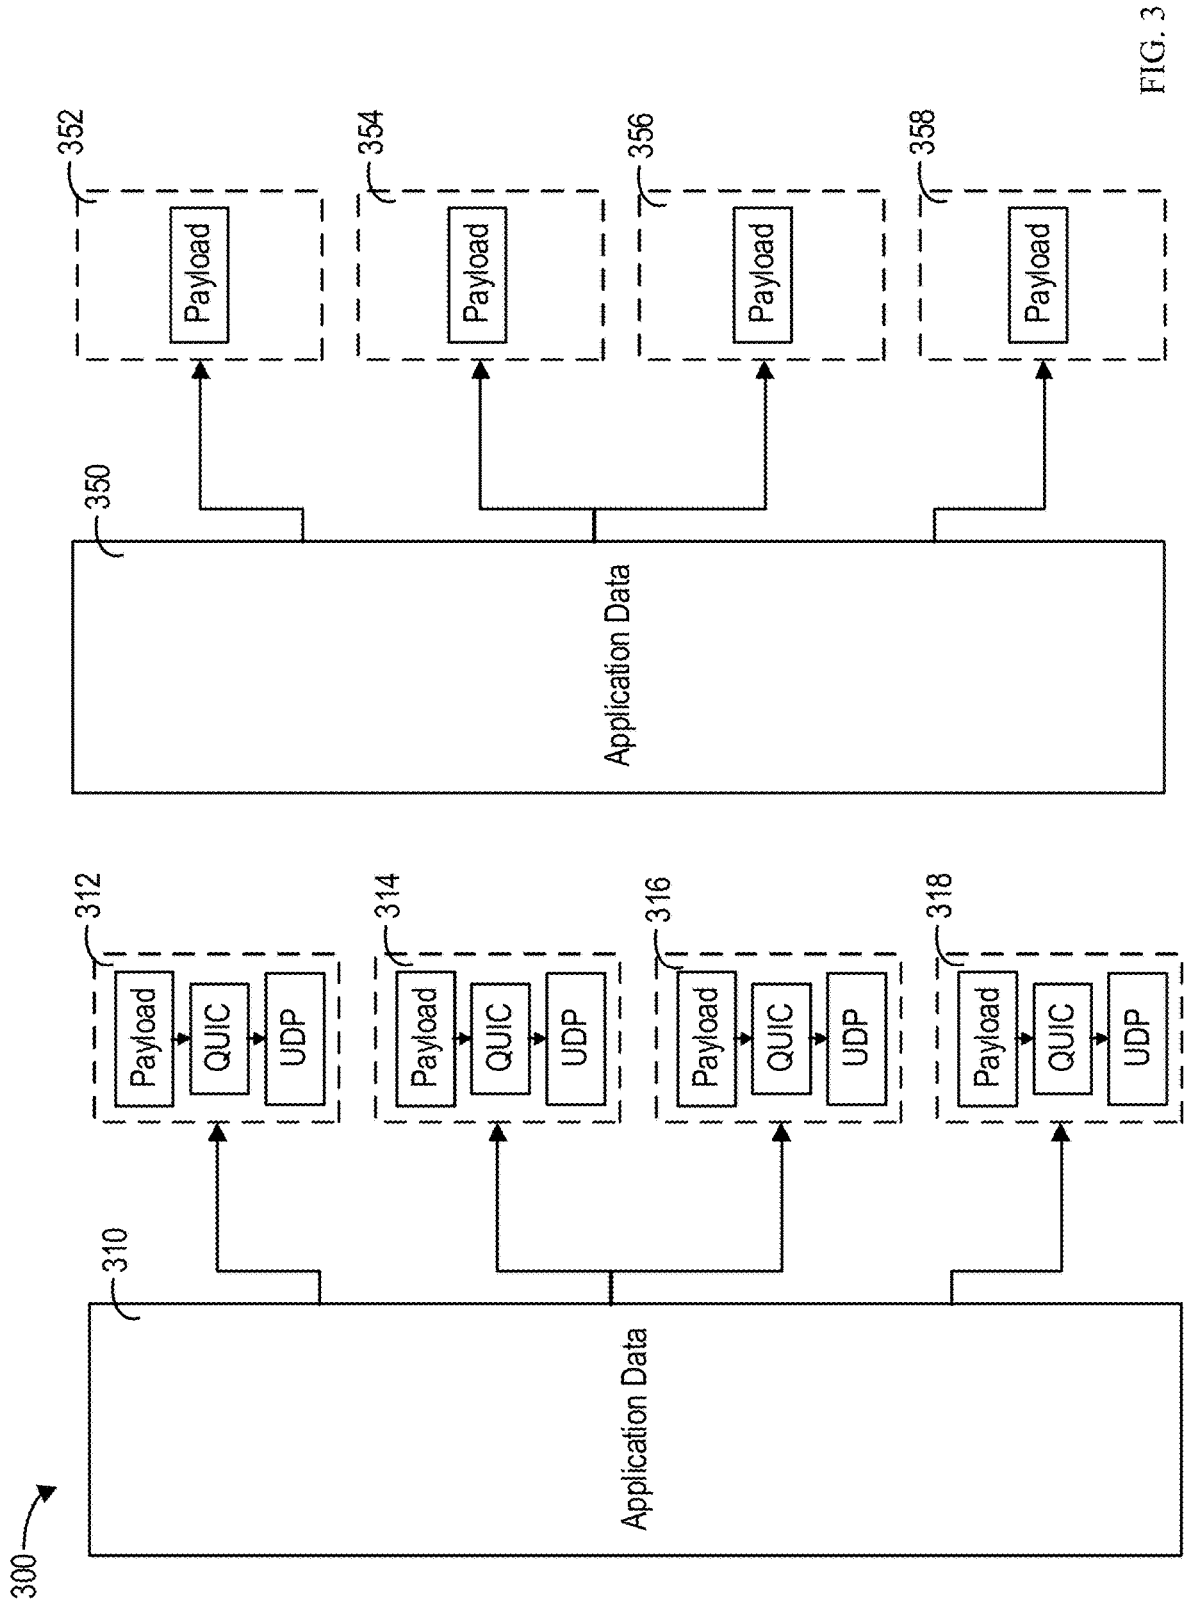 300
310
Application Data
312
Payload
QUIC
UDP
314
Payload
QUIC
UDP
316
Payload
QUIC
UDP
318
Payload
QUIC
UDP
350
Application Data
352
Payload
354
Payload
356
Payload
358
Payload
FIG. 3